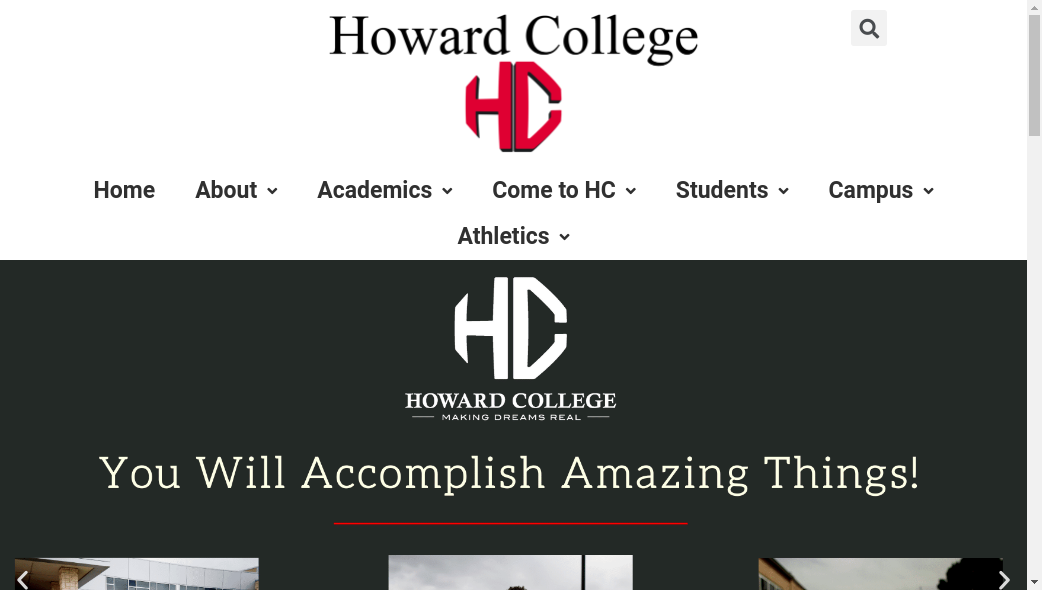 Howard College
HC
Home About Academics Come to HC Students Campus
Athletics
HC
HOWARD COLLEGE
MAKING DREAMS REAL
You Will Accomplish Amazing Things!